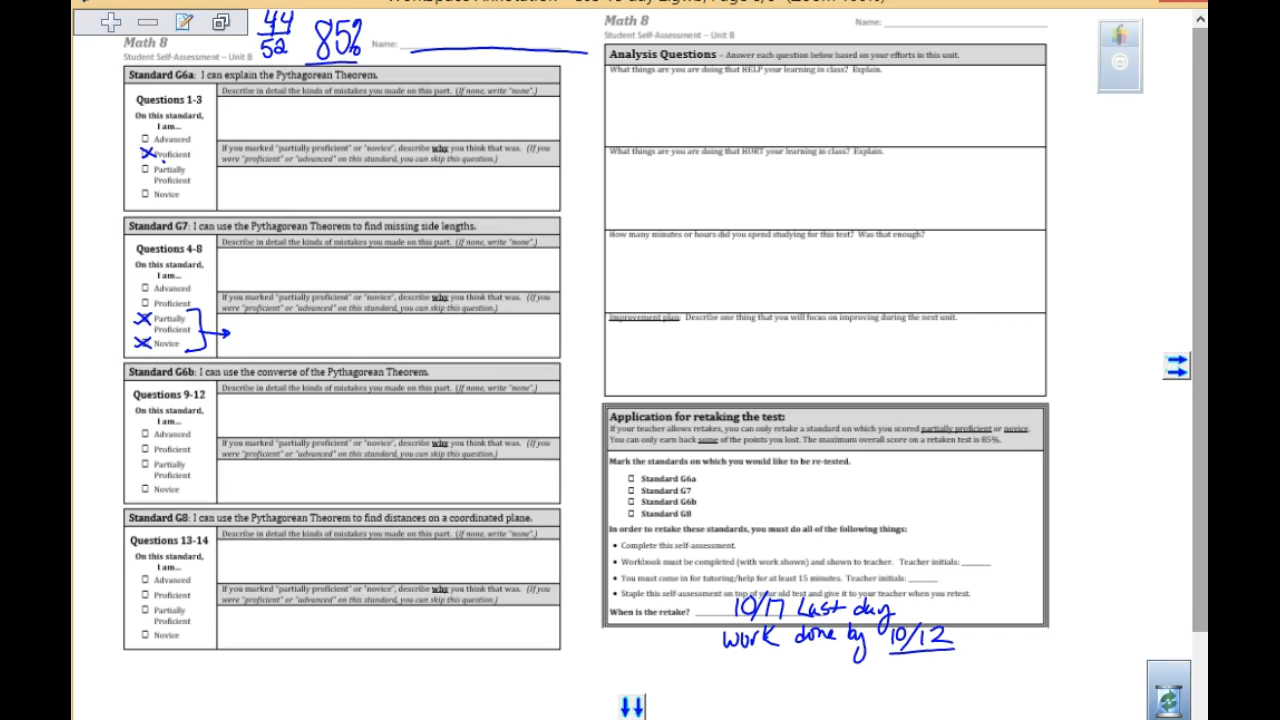 44
52
85%
Math 8
Name:
Student Self-Assessment – Unit B
Standard G6a: I can explain the Pythagorean Theorem.
Questions 1-3
On this standard,
I am...
Advanced
Proficient
Partially
Proficient
Novice
Describe in detail the kinds of mistakes you made on this part. (If none, write "none".)
If you marked "partially proficient" or "novice", describe why you think that was. (If you
were "proficient" or "advanced" on this standard, you can skip this question.)
Standard G7: I can use the Pythagorean Theorem to find missing side lengths.
Questions 4-8
On this standard,
I am...
Advanced
Proficient
Partially
Proficient
Novice
Describe in detail the kinds of mistakes you made on this part. (If none, write "none".)
If you marked "partially proficient" or "novice", describe why you think that was. (If you
were "proficient" or "advanced" on this standard, you can skip this question.)
Standard G6b: I can use the converse of the Pythagorean Theorem.
Questions 9-12
On this standard,
I am...
Advanced
Proficient
Partially
Proficient
Novice
Describe in detail the kinds of mistakes you made on this part. (If none, write "none".)
If you marked "partially proficient" or "novice", describe why you think that was. (If you
were "proficient" or "advanced" on this standard, you can skip this question.)
Standard G8: I can use the Pythagorean Theorem to find distances on a coordinated plane.
Questions 13-14
On this standard,
I am...
Advanced
Proficient
Partially
Proficient
Novice
Describe in detail the kinds of mistakes you made on this part. (If none, write "none".)
If you marked "partially proficient" or "novice", describe why you think that was. (If you
were "proficient" or "advanced" on this standard, you can skip this question.)
Math 8
Name:
Student Self-Assessment – Unit B
Analysis Questions – Answer each question below based on your efforts in this unit.
What things are you are doing that HELP your learning in class? Explain.
What things are you are doing that HURT your learning in class? Explain.
How many minutes or hours did you spend studying for this test? Was that enough?
Improvement plan: Describe one thing that you will focus on improving during the next unit.
Application for retaking the test:
If your teacher allows retakes, you can only retake a standard on which you scored partially proficient or novice.
You can only earn back some of the points you lost. The maximum overall score on a retaken test is 85%.
Mark the standards on which you would like to be re-tested.
Standard G6a
Standard G7
Standard G6b
Standard G8
In order to retake these standards, you must do all of the following things:
• Complete this self-assessment.
• Workbook must be completed (with work shown) and shown to teacher. Teacher initials:
• You must come in for tutoring/help for at least 15 minutes. Teacher initials:
• Staple this self-assessment on top of your old test and give it to your teacher when you retest.
When is the retake? 10/17 Last day
work done by 10/12